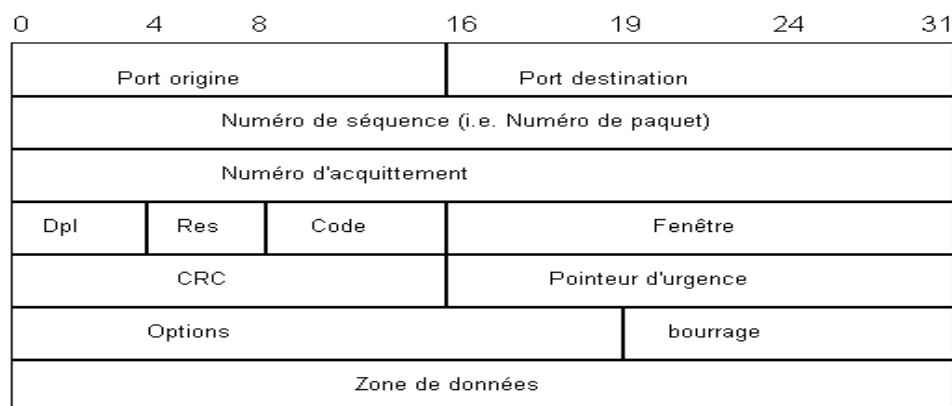 0 4 8 16 19 24 31
Port origine Port destination
Numéro de séquence (i.e. Numéro de paquet)
Numéro d'acquittement
Dpl Res Code Fenêtre
CRC Pointeur d'urgence
Options bourrage
Zone de données